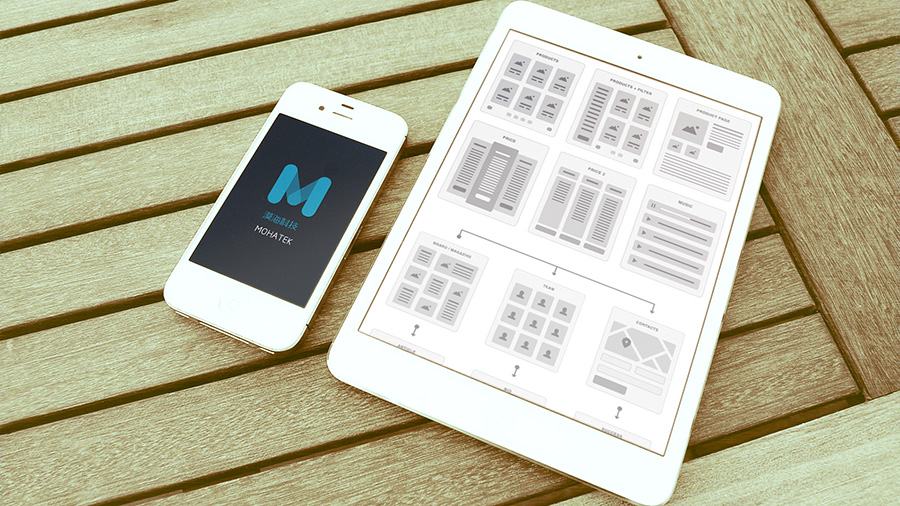 漠海科技
MOHATEK
PRODUCTS
PRODUCTS + FILTER
PRODUCT PAGE
PRICE
PRICE 2
MUSIC
BOARD / MAGAZINE
TEAM
CONTACTS
ARTICLE
BIO
SUCCESS